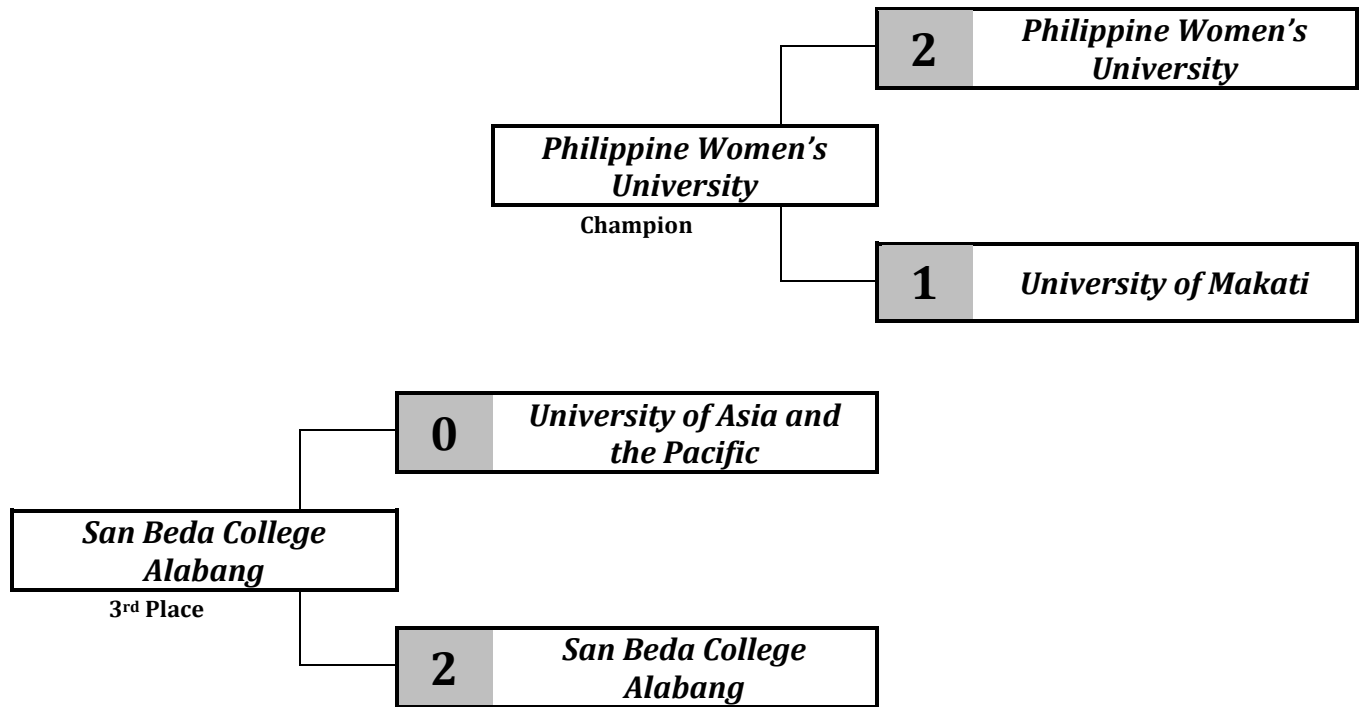 2
Philippine Women’s
University
Philippine Women’s
University
Champion
1
University of Makati
0
University of Asia and
the Pacific
San Beda College
Alabang
3rd Place
2
San Beda College
Alabang